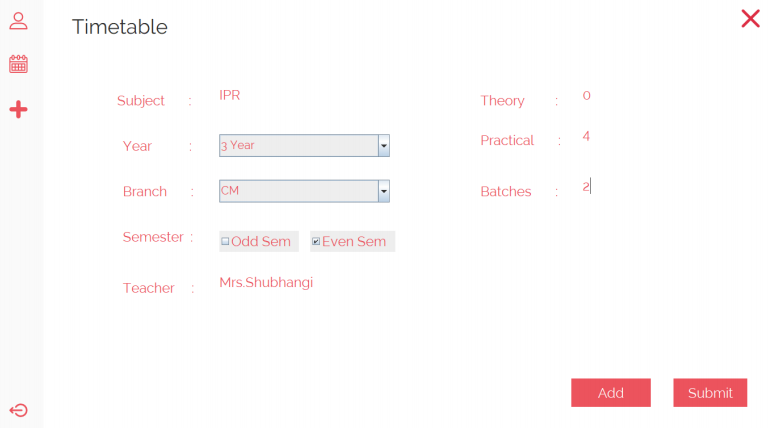 Timetable
Subject : IPR
Year : 3 Year
Branch : CM
Semester : Odd Sem Even Sem
Teacher : Mrs.Shubhangi
Theory : 0
Practical : 4
Batches : 2
Add Submit